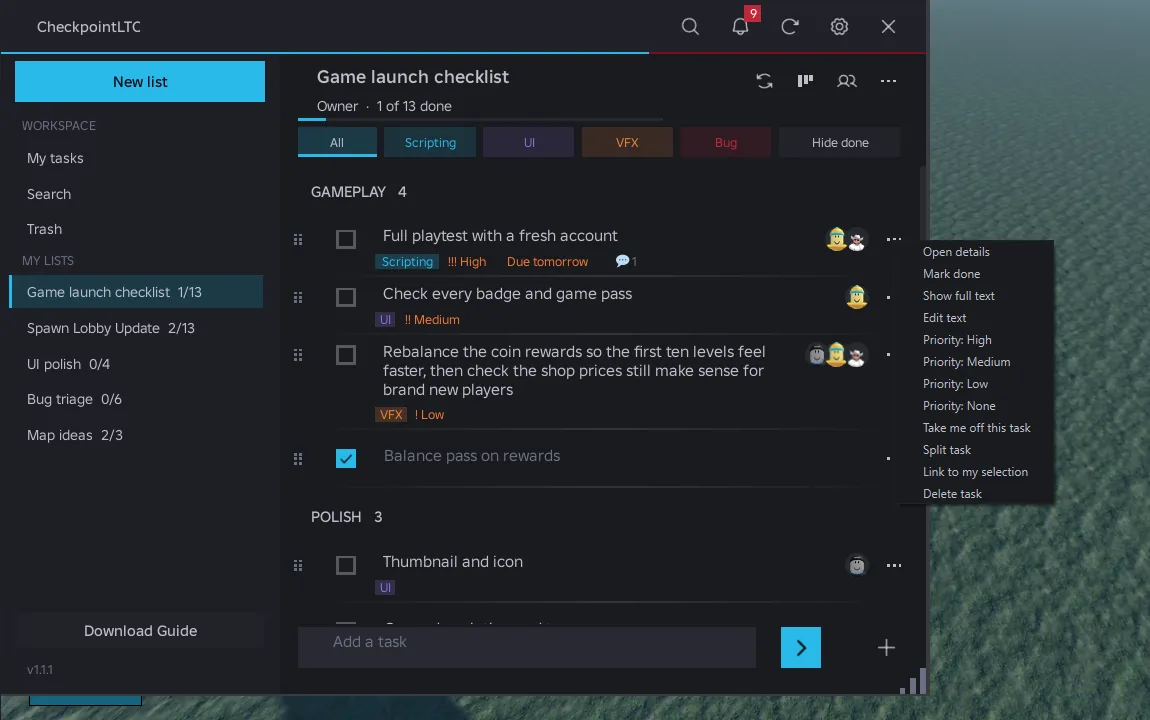 CheckpointLTC
9
New list
WORKSPACE
My tasks
Search
Trash
MY LISTS
Game launch checklist 1/13
Spawn Lobby Update 2/13
UI polish 0/4
Bug triage 0/6
Map ideas 2/3
Download Guide
v1.1.1
Game launch checklist
Owner · 1 of 13 done
All
Scripting
UI
VFX
Bug
Hide done
GAMEPLAY 4
Full playtest with a fresh account
Scripting !!! High Due tomorrow 1
Check every badge and game pass
UI !! Medium
Rebalance the coin rewards so the first ten levels feel
faster, then check the shop prices still make sense for
brand new players
VFX ! Low
Balance pass on rewards
POLISH 3
Thumbnail and icon
UI
Add a task
Open details
Mark done
Show full text
Edit text
Priority: High
Priority: Medium
Priority: Low
Priority: None
Take me off this task
Split task
Link to my selection
Delete task